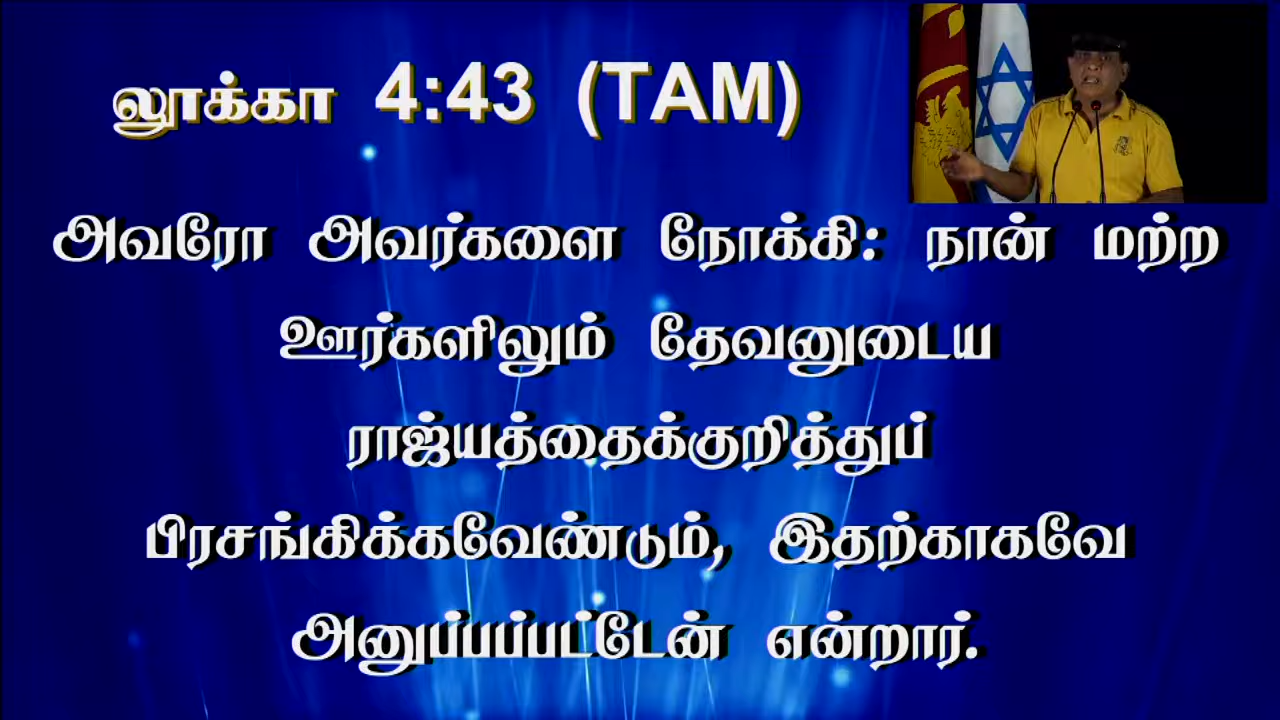 லூக்கா 4:43 (TAM)
அவரோ அவர்களை நோக்கி: நான் மற்ற
ஊர்களிலும் தேவனுடைய
ராஜ்யத்தைக்குறித்துப்
பிரசங்கிக்கவேண்டும், இதற்காகவே
அனுப்பப்பட்டேன் என்றார்.